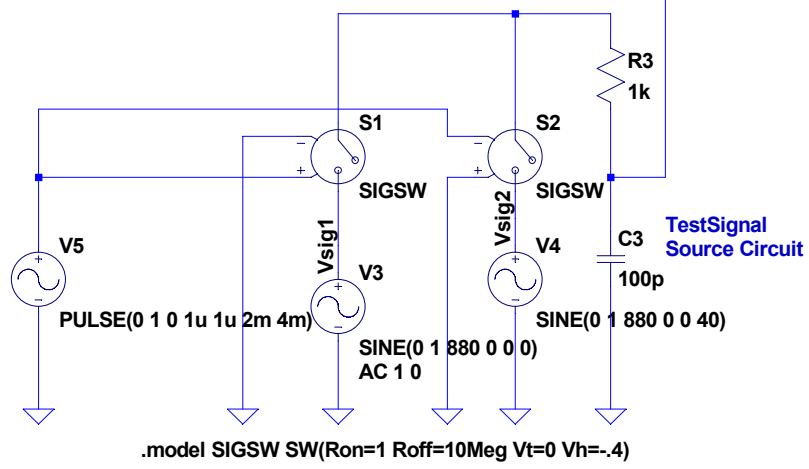 R3
1k
S1
S2
−
+
−
+
SIGSW
SIGSW
Vsig1
Vsig2
TestSignal
Source Circuit
V5
V3
V4
C3
100p
+
−
+
−
+
−
PULSE(0 1 0 1u 1u 2m 4m)
SINE(0 1 880 0 0 40)
SINE(0 1 880 0 0 0)
AC 1 0
.model SIGSW SW(Ron=1 Roff=10Meg Vt=0 Vh=-.4)